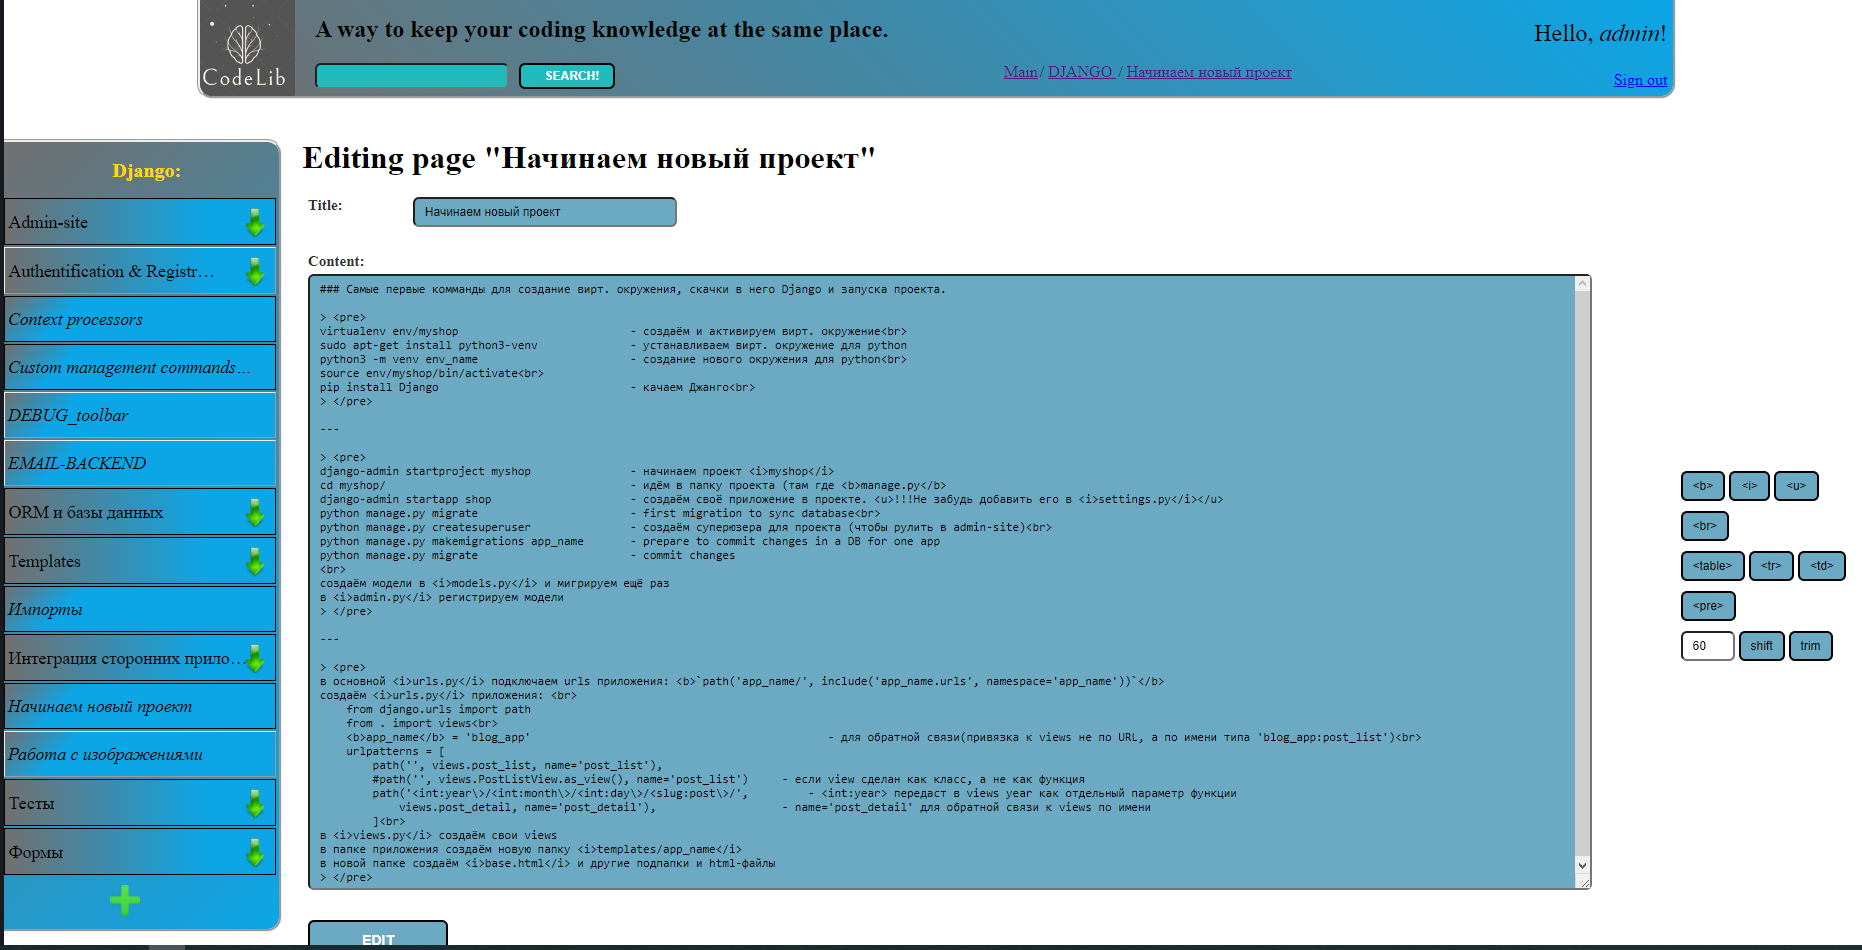 CodeLib
A way to keep your coding knowledge at the same place.
Hello, admin!
SEARCH!
Main / DJANGO / Начинаем новый проект
Sign out
Django:
Admin-site
Authentification & Registr…
Context processors
Custom management commands…
DEBUG_toolbar
EMAIL-BACKEND
ORM и базы данных
Templates
Импорты
Интеграция сторонних прило…
Начинаем новый проект
Работа с изображениями
Тесты
Формы
Editing page "Начинаем новый проект"
Title:
Начинаем новый проект
Content:
### Самые первые комманды для создание вирт. окружения, скачки в него Django и запуска проекта.
> <pre>
virtualenv env/myshop - создаём и активируем вирт. окружение<br>
sudo apt-get install python3-venv - устанавливаем вирт. окружение для python
python3 -m venv env_name - создание нового окружения для python<br>
source env/myshop/bin/activate<br>
pip install Django - качаем Джанго<br>
> </pre>
---
> <pre>
django-admin startproject myshop - начинаем проект <i>myshop</i>
cd myshop/ - идём в папку проекта (там где <b>manage.py</b>
django-admin startapp shop - создаём своё приложение в проекте. <u>!!!Не забудь добавить его в <i>settings.py</i></u>
python manage.py migrate - first migration to sync database<br>
python manage.py createsuperuser - создаём суперюзера для проекта (чтобы рулить в admin-site)<br>
python manage.py makemigrations app_name - prepare to commit changes in a DB for one app
python manage.py migrate - commit changes
<br>
создаём модели в <i>models.py</i> и мигрируем ещё раз
в <i>admin.py</i> регистрируем модели
> </pre>
---
> <pre>
в основной <i>urls.py</i> подключаем urls приложения: <b>`path('app_name/', include('app_name.urls', namespace='app_name'))`</b>
создаём <i>urls.py</i> приложения: <br>
from django.urls import path
from . import views<br>
<b>app_name</b> = 'blog_app' - для обратной связи(привязка к views не по URL, а по имени типа 'blog_app:post_list')<br>
urlpatterns = [
path('', views.post_list, name='post_list'),
#path('', views.PostListView.as_view(), name='post_list') - если view сделан как класс, а не как функция
path('<int:year\>/<int:month\>/<int:day\>/<slug:post\>/', - <int:year> передаст в views year как отдельный параметр функции
views.post_detail, name='post_detail'), - name='post_detail' для обратной связи к views по имени
]<br>
в <i>views.py</i> создаём свои views
в папке приложения создаём новую папку <i>templates/app_name</i>
в новой папке создаём <i>base.html</i> и другие подпапки и html-файлы
> </pre>
<b> <i> <u>
<br>
<table> <tr> <td>
<pre>
60 shift trim
EDIT